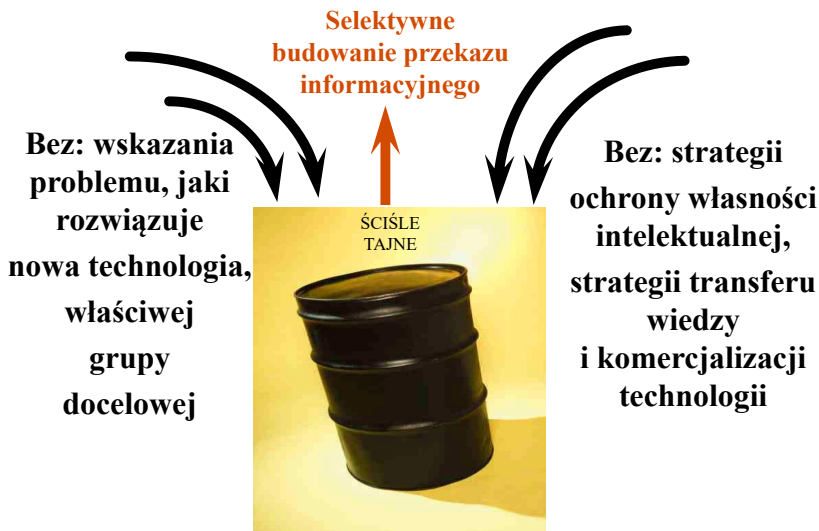 Selektywne
budowanie przekazu
informacyjnego
Bez: wskazania
problemu, jaki
rozwiązuje
nowa technologia,
właściwej
grupy
docelowej
ŚCIŚLE
TAJNE
Bez: strategii
ochrony własności
intelektualnej,
strategii transferu
wiedzy
i komercjalizacji
technologii